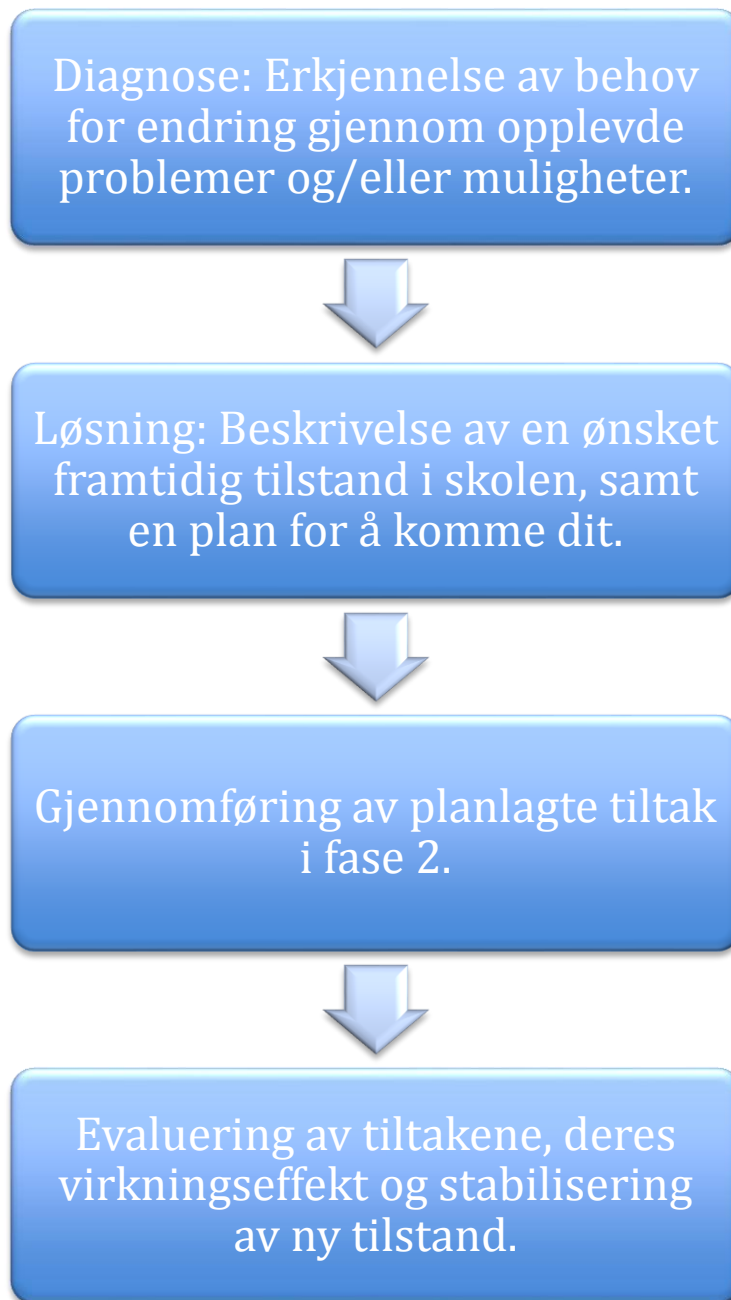 Diagnose: Erkjennelse av behov
for endring gjennom opplevde
problemer og/eller muligheter.
Løsning: Beskrivelse av en ønsket
framtidig tilstand i skolen, samt
en plan for å komme dit.
Gjennomføring av planlagte tiltak
i fase 2.
Evaluering av tiltakene, deres
virkningseffekt og stabilisering
av ny tilstand.